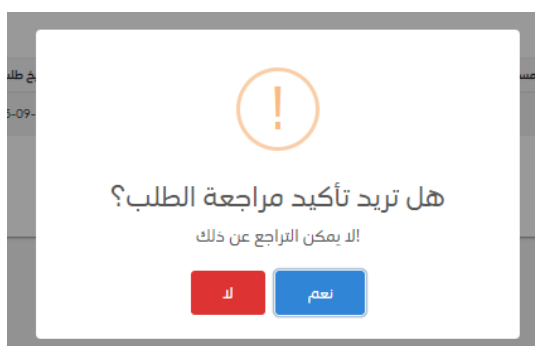 !
هل تريد تأكيد مراجعة الطلب؟
!لا يمكن التراجع عن ذلك
نعم
لا